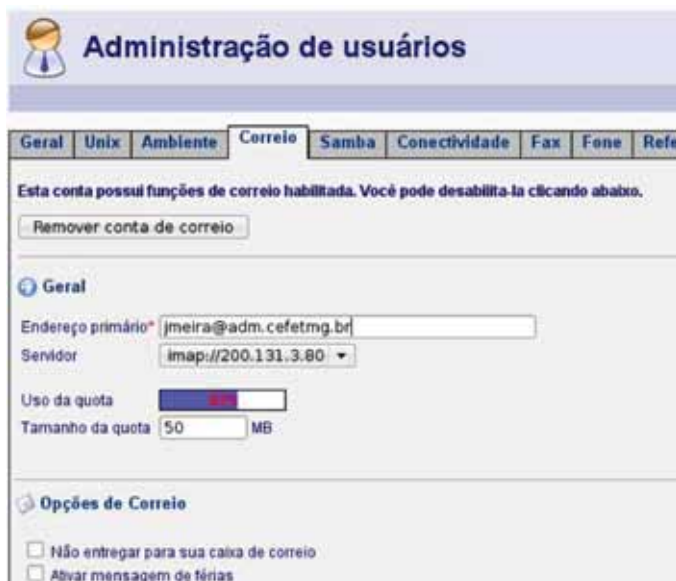 Administração de usuários
Geral Unix Ambiente Correio Samba Conectividade Fax Fone Refe
Esta conta possui funções de correio habilitada. Você pode desabilita-la clicando abaixo.
Remover conta de correio
Geral
Endereço primário* jmeira@adm.cefetmg.br
Servidor imap://200.131.3.80
Uso da quota
Tamanho da quota 50 MB
Opções de Correio
Não entregar para sua caixa de correio
Ativar mensagem de férias